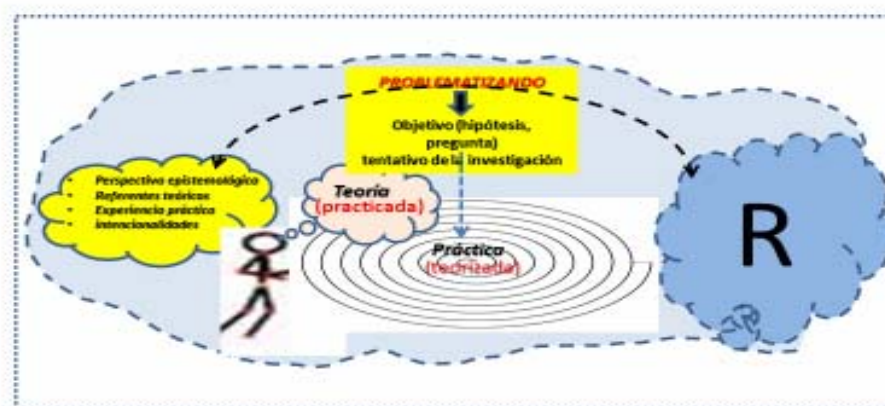 PROBLEMATIZANDO
Objetivo (hipótesis,
pregunta)
tentativo de la investigación
• Perspectiva epistemológica
• Referentes teóricos
• Experiencia práctica
• intencionalidades
Teoría
(practicada)
Práctica
(teorizada)
R